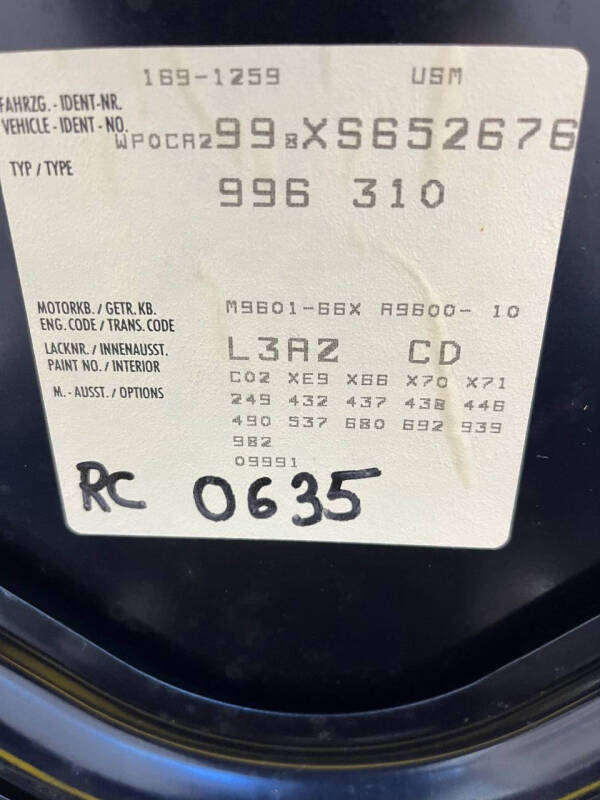 169-1259 USM
FAHRZG.-IDENT-NR.
VEHICLE-IDENT-NO. WP0CA2998XS652676
TYP/TYPE 996 310
MOTORKB./GETR.KB. M9601-66X A9600- 10
ENG.CODE/TRANS.CODE
LACKNR./INNENAUSST. L3AZ CD
PAINT NO./INTERIOR
C02 XE9 X66 X70 X71
M.-AUSST./OPTIONS 249 432 437 438 446
490 537 680 692 939
982
09991
RC 0635